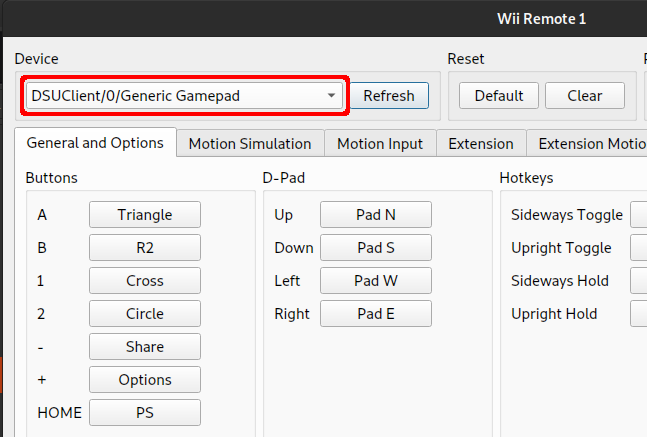 Wii Remote 1
Device
Reset
DSUClient/0/Generic Gamepad
Refresh
Default
Clear
General and Options
Motion Simulation
Motion Input
Extension
Extension Motio
Buttons
D-Pad
Hotkeys
A Triangle
Up Pad N
Sideways Toggle
B R2
Down Pad S
Upright Toggle
1 Cross
Left Pad W
Sideways Hold
2 Circle
Right Pad E
Upright Hold
- Share
+ Options
HOME PS